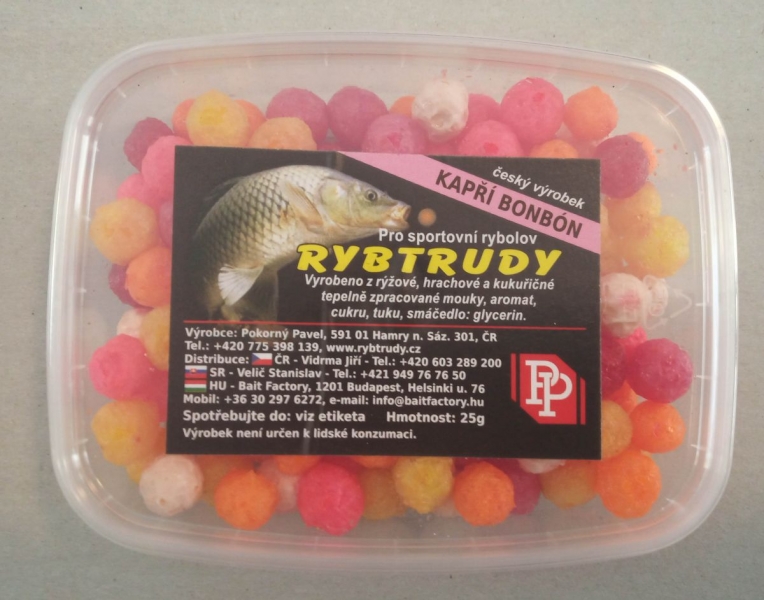 český výrobek
KAPŘÍ BONBÓN
Pro sportovní rybolov
RYBTRUDY
Vyrobeno z rýžové, hrachové a kukuřičné
tepelně zpracované mouky, aromat,
cukru, tuku, smáčedlo: glycerin.
Výrobce: Pokorný Pavel, 591 01 Hamry n. Sáz. 301, ČR
Tel.: +420 775 398 139, www.rybtrudy.cz
Distribuce: ČR - Vidrma Jiří - Tel.: +420 603 289 200
SR - Velič Stanislav - Tel.: +421 949 76 76 50
HU - Bait Factory, 1201 Budapest, Helsinki u. 76
Mobil: +36 30 297 6272, e-mail: info@baitfactory.hu
Spotřebujte do: viz etiketa Hmotnost: 25g
Výrobek není určen k lidské konzumaci.
PP